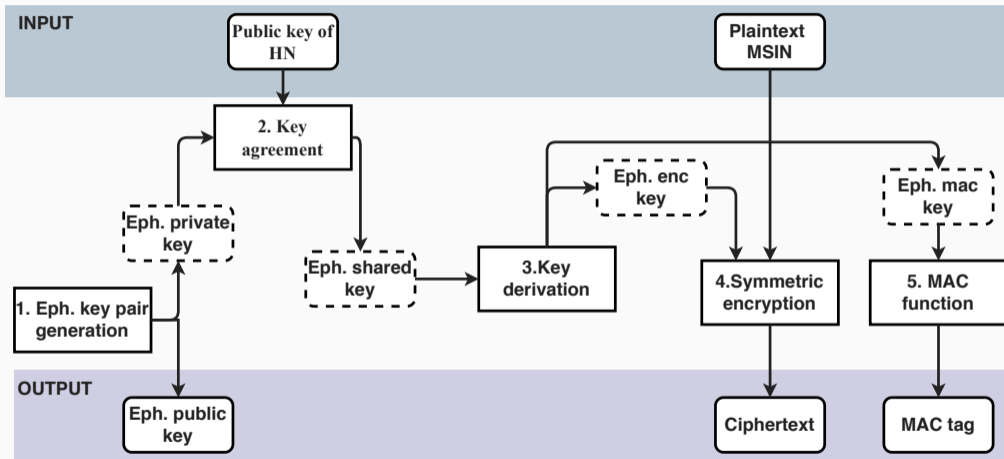 INPUT
Public key of
HN
Plaintext
MSIN
2. Key
agreement
Eph. enc
key
Eph. mac
key
Eph. private
key
Eph. shared
key
3.Key
derivation
4.Symmetric
encryption
5. MAC
function
1. Eph. key pair
generation
OUTPUT
Eph. public
key
Ciphertext
MAC tag